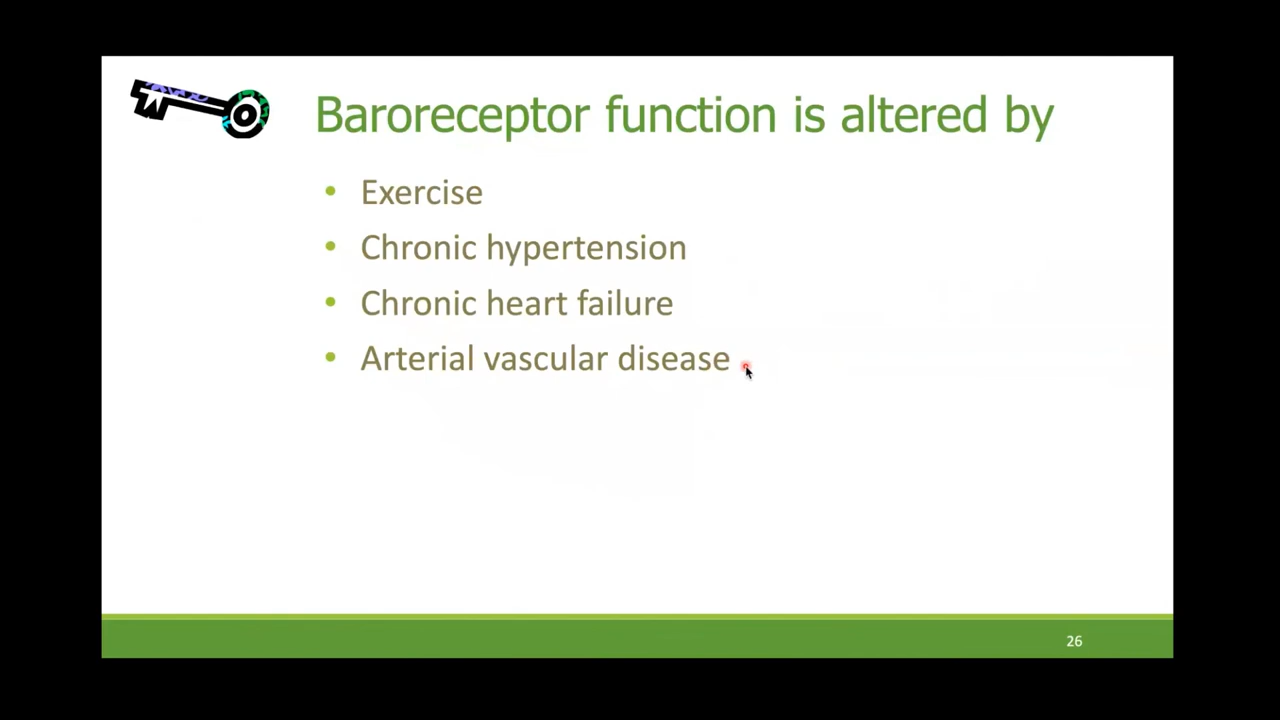 Baroreceptor function is altered by
• Exercise
• Chronic hypertension
• Chronic heart failure
• Arterial vascular disease
26